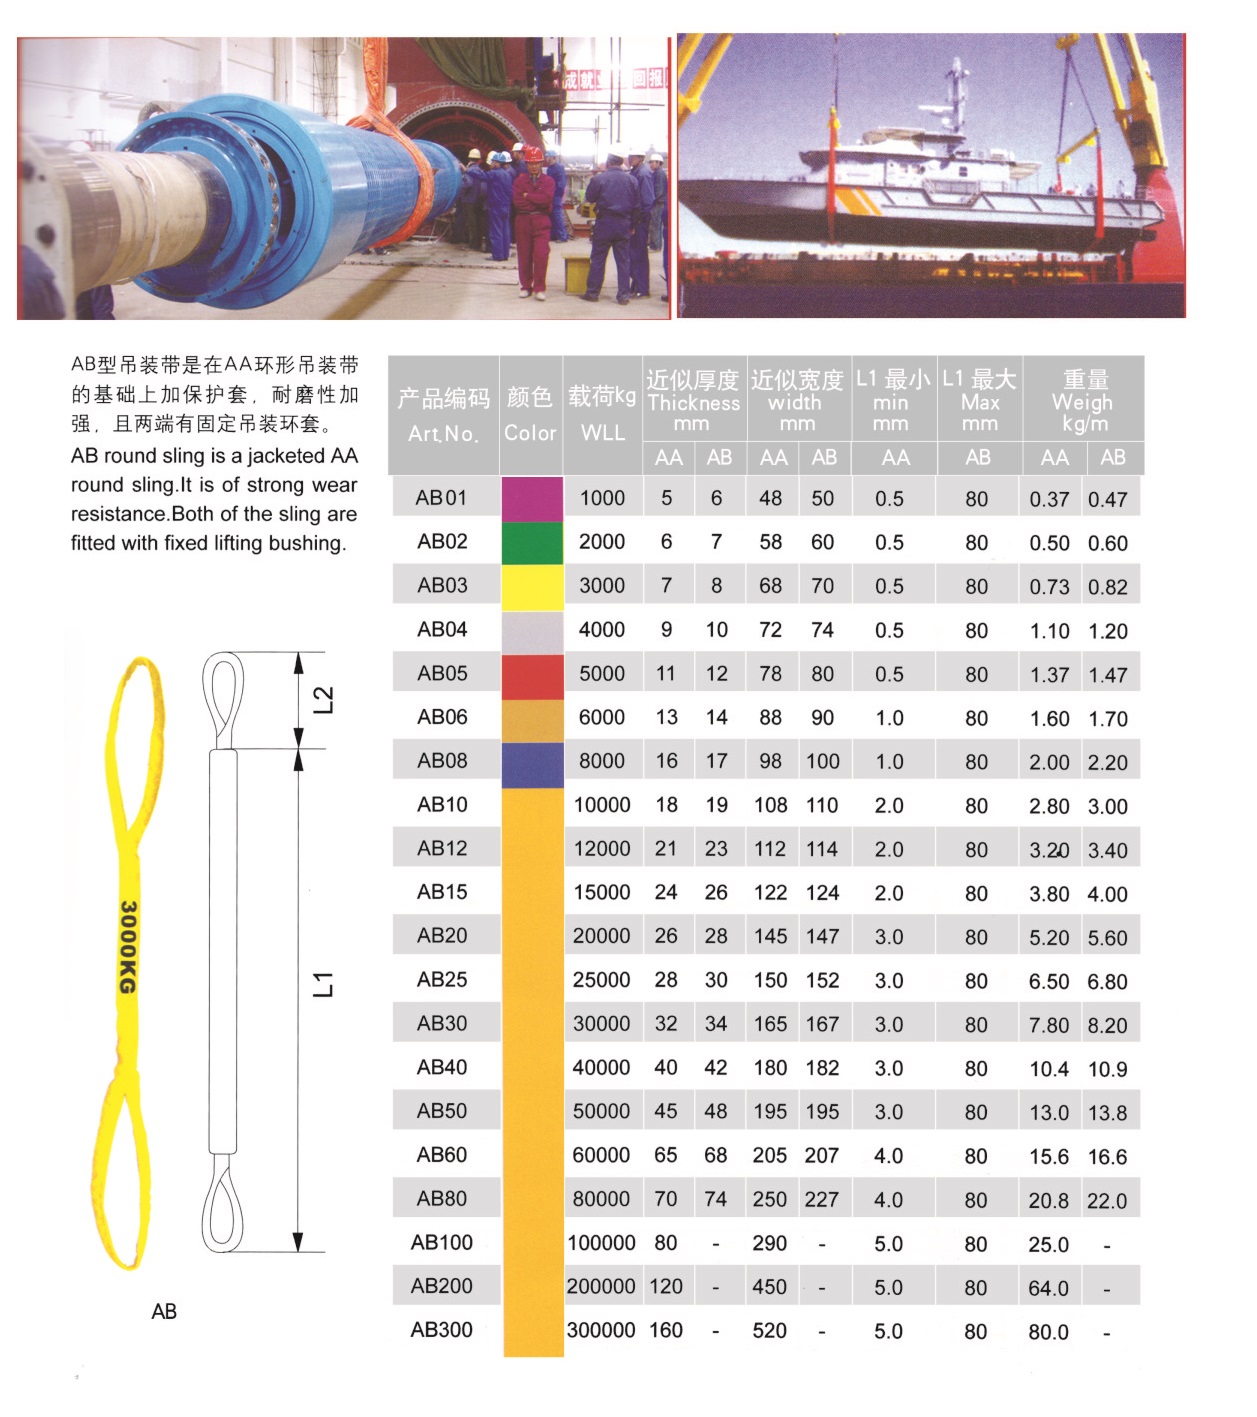 成就 回报
AB型吊装带是在AA环形吊装带
的基础上加保护套，耐磨性加
强，且两端有固定吊装环套。
AB round sling is a jacketed AA
round sling.It is of strong wear
resistance.Both of the sling are
fitted with fixed lifting bushing.
L2
L1
3000KG
AB
产品编码 颜色 载荷kg 近似厚度 近似宽度 L1 最小 L1 最大 重量
Art.No. Color WLL Thickness width min Max Weigh
mm mm mm mm kg/m
AA AB AA AB AA AB AA AB
AB01 1000 5 6 48 50 0.5 80 0.37 0.47
AB02 2000 6 7 58 60 0.5 80 0.50 0.60
AB03 3000 7 8 68 70 0.5 80 0.73 0.82
AB04 4000 9 10 72 74 0.5 80 1.10 1.20
AB05 5000 11 12 78 80 0.5 80 1.37 1.47
AB06 6000 13 14 88 90 1.0 80 1.60 1.70
AB08 8000 16 17 98 100 1.0 80 2.00 2.20
AB10 10000 18 19 108 110 2.0 80 2.80 3.00
AB12 12000 21 23 112 114 2.0 80 3.20 3.40
AB15 15000 24 26 122 124 2.0 80 3.80 4.00
AB20 20000 26 28 145 147 3.0 80 5.20 5.60
AB25 25000 28 30 150 152 3.0 80 6.50 6.80
AB30 30000 32 34 165 167 3.0 80 7.80 8.20
AB40 40000 40 42 180 182 3.0 80 10.4 10.9
AB50 50000 45 48 195 195 3.0 80 13.0 13.8
AB60 60000 65 68 205 207 4.0 80 15.6 16.6
AB80 80000 70 74 250 227 4.0 80 20.8 22.0
AB100 100000 80 - 290 - 5.0 80 25.0 -
AB200 200000 120 - 450 - 5.0 80 64.0 -
AB300 300000 160 - 520 - 5.0 80 80.0 -